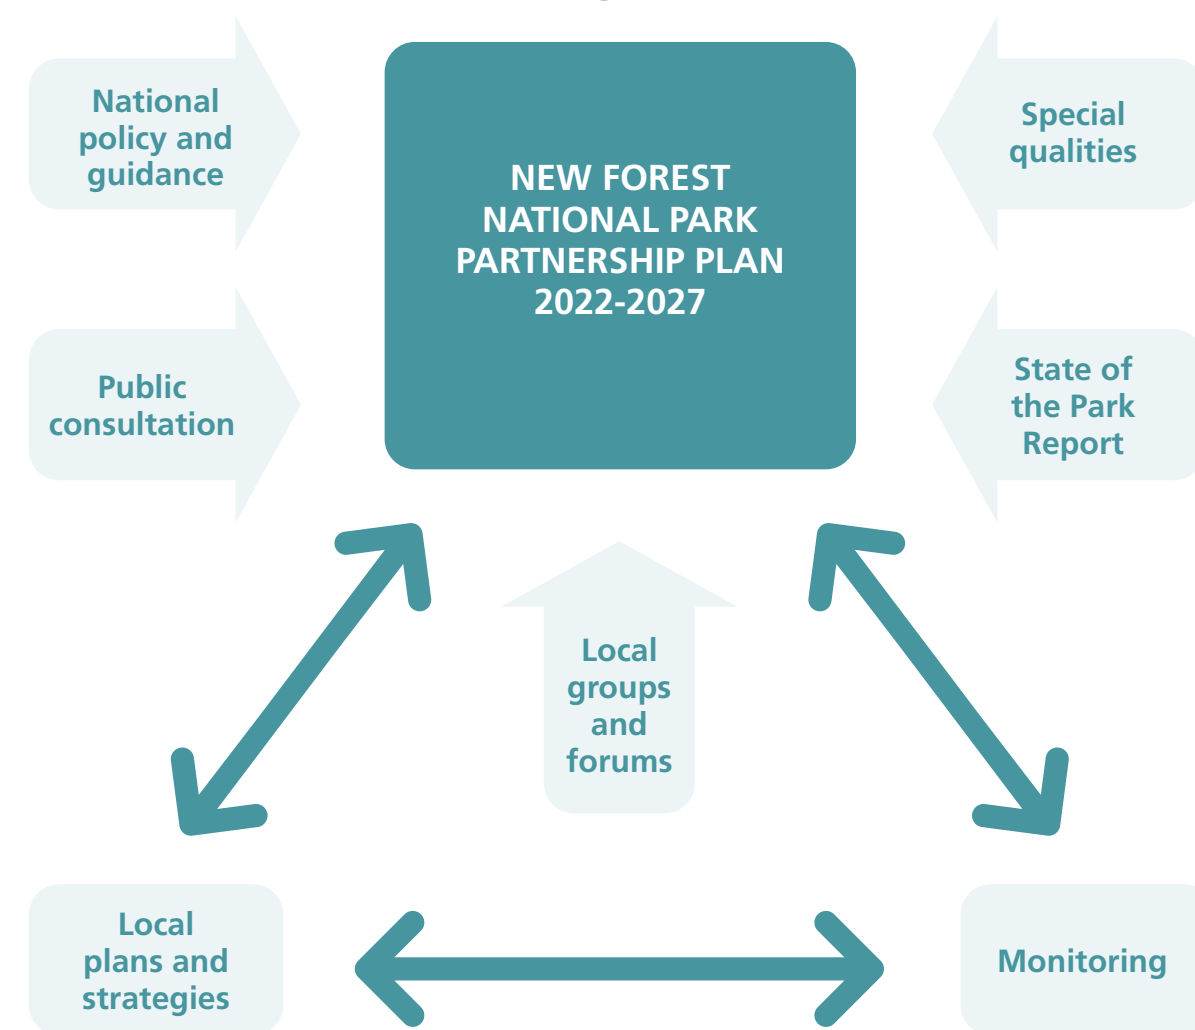 National
policy and
guidance
NEW FOREST
NATIONAL PARK
PARTNERSHIP PLAN
2022-2027
Special
qualities
Public
consultation
State of
the Park
Report
Local
groups
and
forums
Local
plans and
strategies
Monitoring